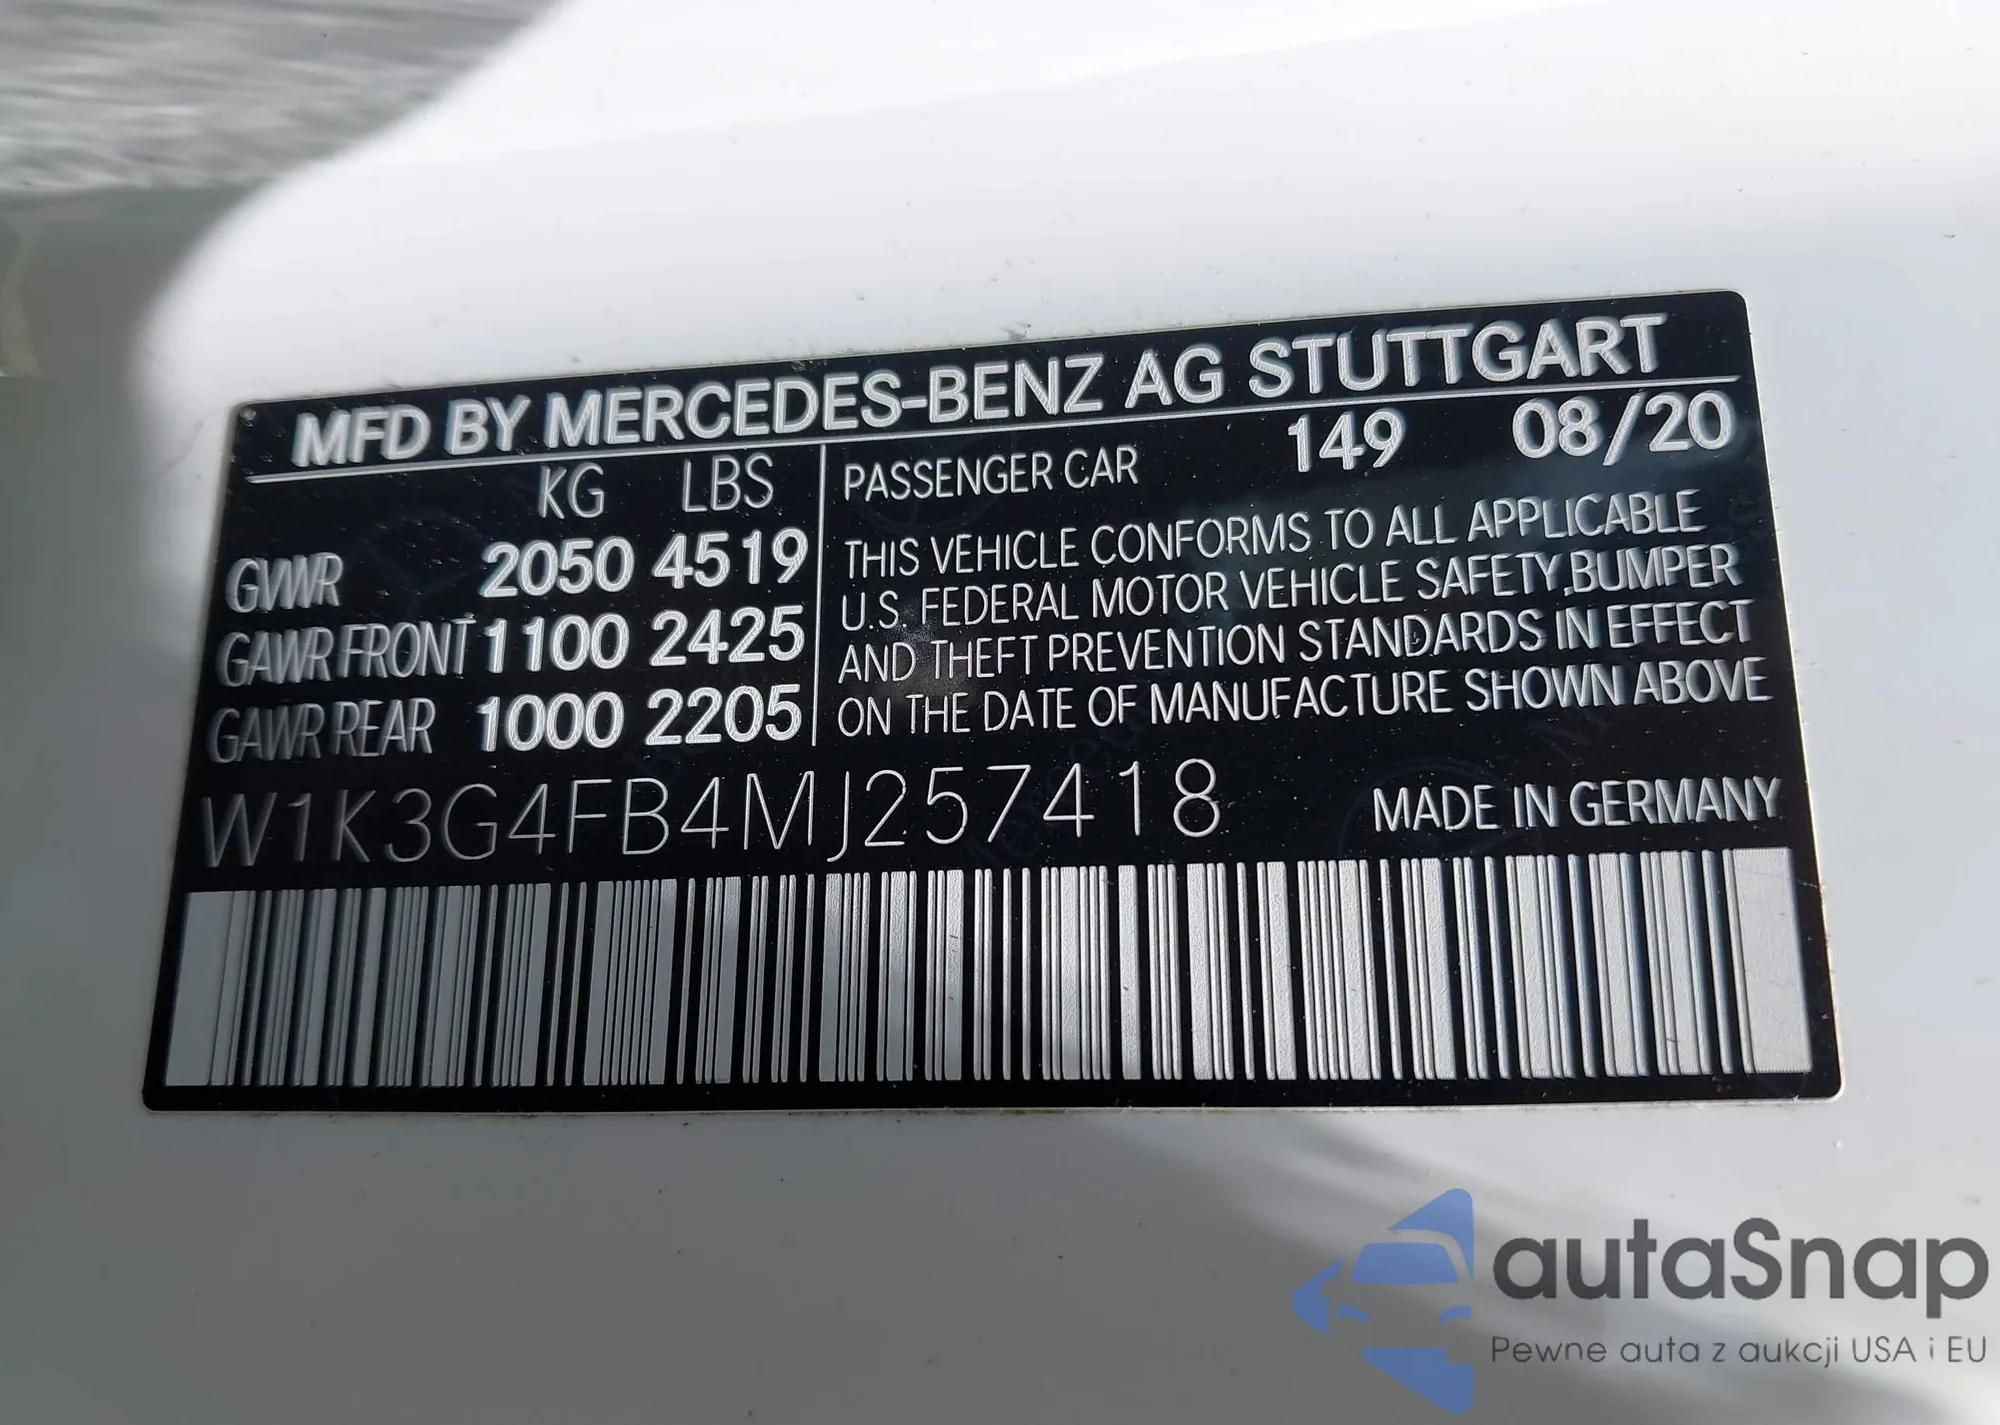 MFD BY MERCEDES-BENZ AG STUTTGART
KG LBS
GVWR 2050 4519
GAWR FRONT 1100 2425
GAWR REAR 1000 2205
PASSENGER CAR 149 08/20
THIS VEHICLE CONFORMS TO ALL APPLICABLE
U.S. FEDERAL MOTOR VEHICLE SAFETY,BUMPER
AND THEFT PREVENTION STANDARDS IN EFFECT
ON THE DATE OF MANUFACTURE SHOWN ABOVE
W1K3G4FB4MJ257418
MADE IN GERMANY
autaSnap
Pewne auta z aukcji USA i EU